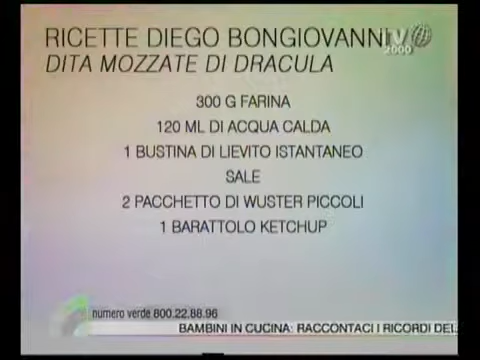 RICETTE DIEGO BONGIOVANNI
DITA MOZZATE DI DRACULA
TV
2000
300 G FARINA
120 ML DI ACQUA CALDA
1 BUSTINA DI LIEVITO ISTANTANEO
SALE
2 PACCHETTO DI WUSTER PICCOLI
1 BARATTOLO KETCHUP
numero verde 800.22.88.96
BAMBINI IN CUCINA: RACCONTACI I RICORDI DEL